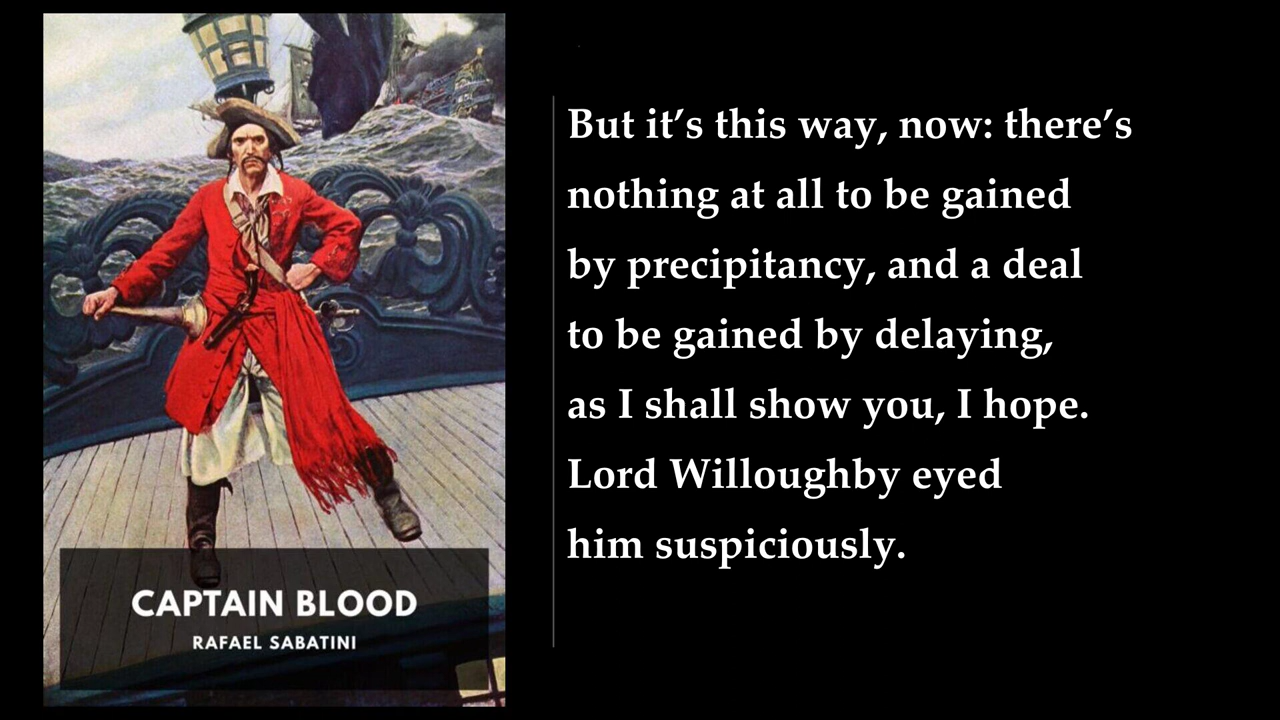 CAPTAIN BLOOD
RAFAEL SABATINI
But it’s this way, now: there’s
nothing at all to be gained
by precipitancy, and a deal
to be gained by delaying,
as I shall show you, I hope.
Lord Willoughby eyed
him suspiciously.